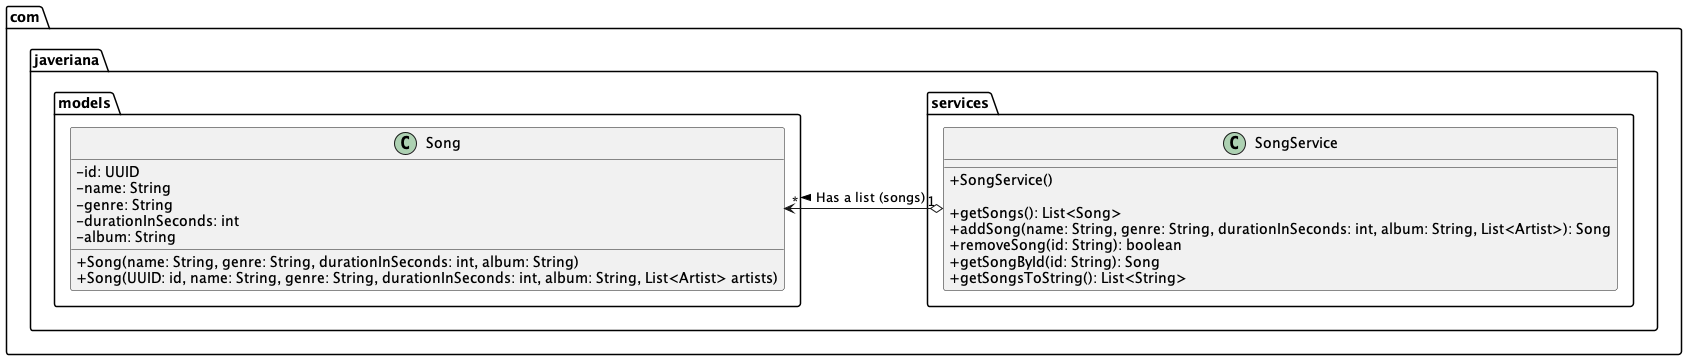 com
javeriana
models
C Song
-id: UUID
-name: String
-genre: String
-durationInSeconds: int
-album: String
+Song(name: String, genre: String, durationInSeconds: int, album: String)
+Song(UUID: id, name: String, genre: String, durationInSeconds: int, album: String, List<Artist> artists)
* Has a list (songs) 1
services
C SongService
+SongService()
+getSongs(): List<Song>
+addSong(name: String, genre: String, durationInSeconds: int, album: String, List<Artist>): Song
+removeSong(id: String): boolean
+getSongById(id: String): Song
+getSongsToString(): List<String>